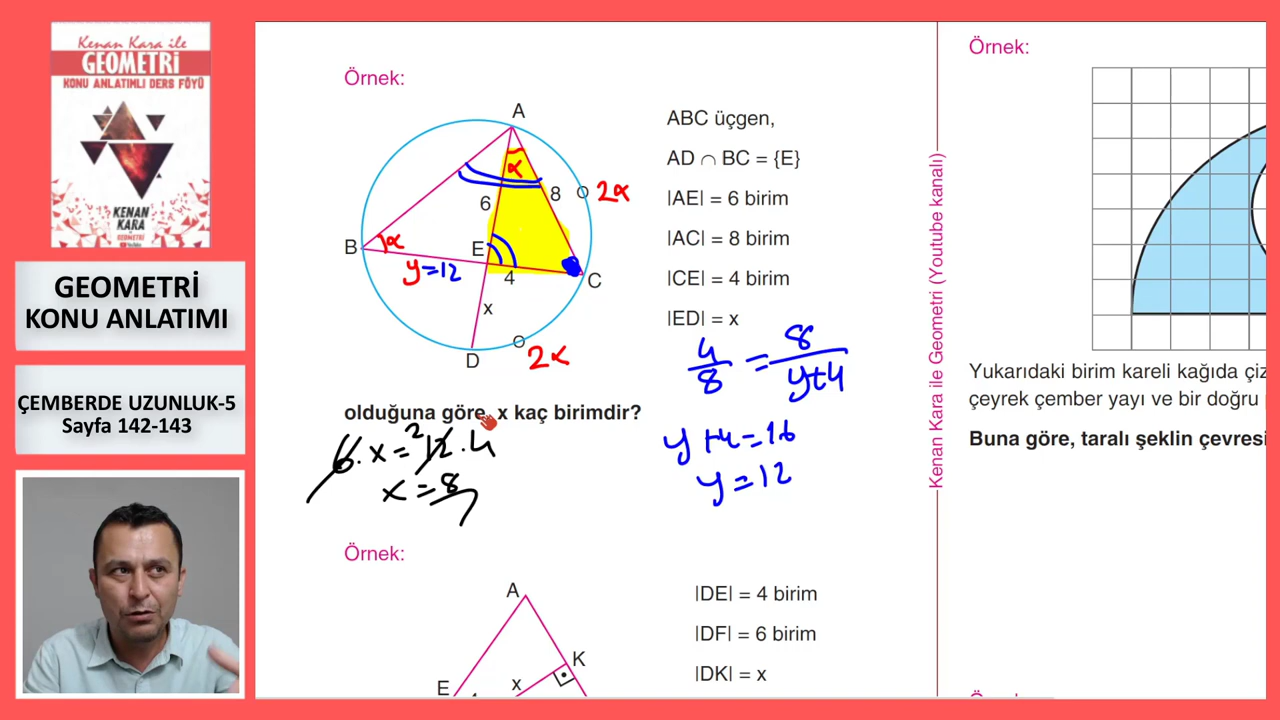 Kenan Kara ile
GEOMETRİ
KONU ANLATIMLI DERS FÖYÜ
KENAN
KARA
GEOMETRİ
KONU ANLATIMI
ÇEMBERDE UZUNLUK-5
Sayfa 142-143
Örnek:
A
α
8
2α
6
B
α
E
y=12
4
C
x
D
2α
ABC üçgen,
AD ∩ BC = {E}
|AE| = 6 birim
|AC| = 8 birim
|CE| = 4 birim
|ED| = x
4/8 = 8/y+4
y+4=16
y=12
olduğuna göre, x kaç birimdir?
6.x=12.4
2
x=8
Örnek:
A
K
E
x
|DE| = 4 birim
|DF| = 6 birim
|DK| = x
Kenan Kara ile Geometri (Youtube kanalı)
Örnek:
Yukarıdaki birim kareli kağıda çiz
çeyrek çember yayı ve bir doğru
Buna göre, taralı şeklin çevresi